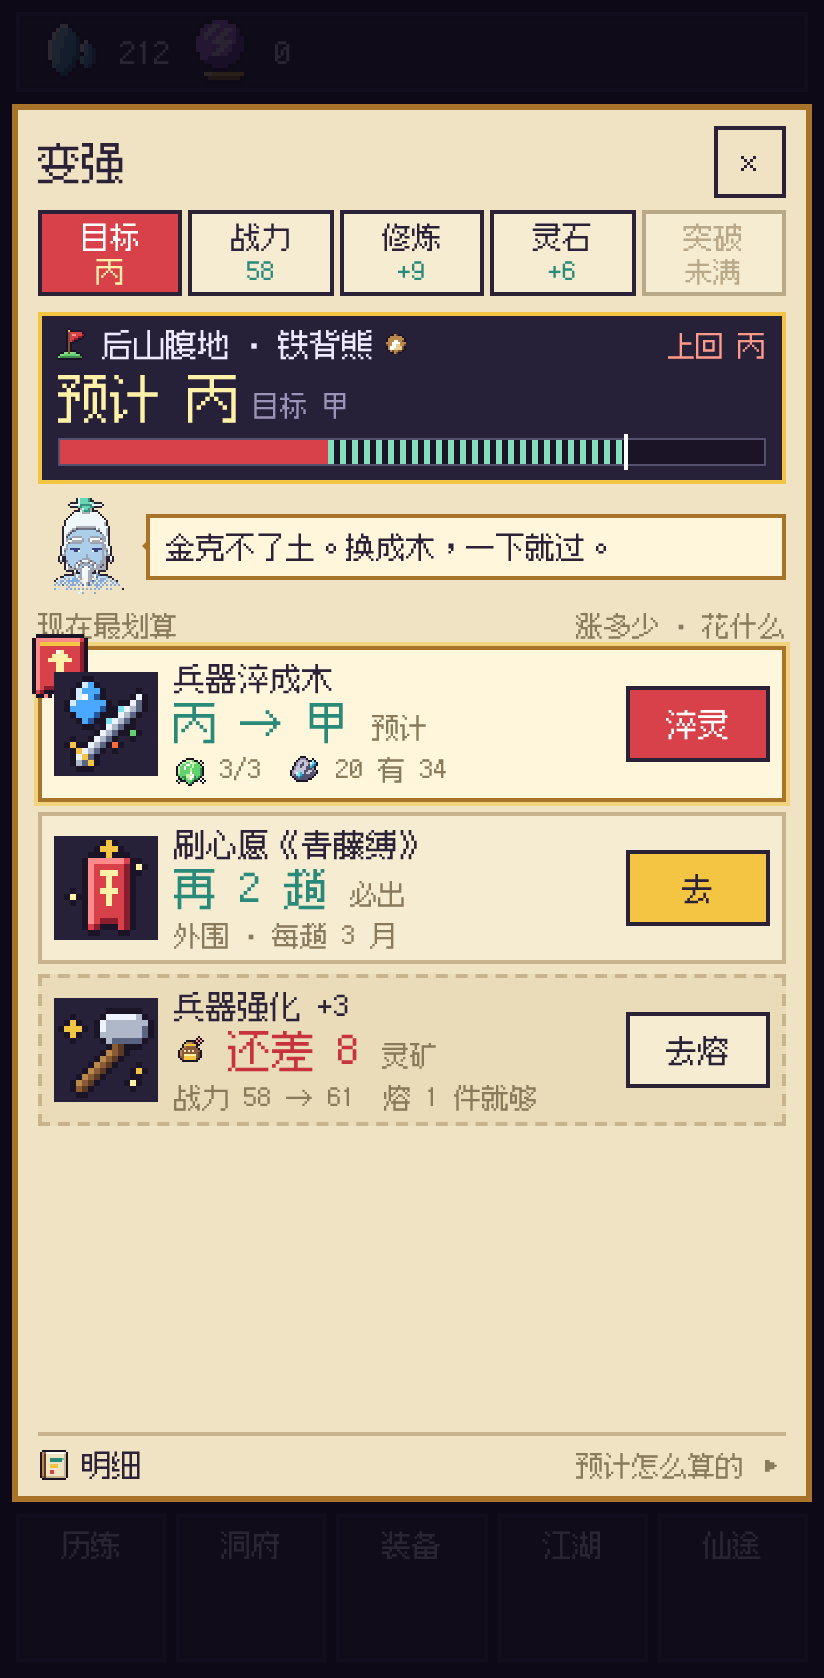 212 0
变强
×
目标 战力 修炼 灵石 突破
丙 58 +9 +6 未满
后山腹地 · 铁背熊 上回 丙
预计 丙 目标 甲
金克不了土。换成木，一下就过。
现在最划算 涨多少 · 花什么
兵器淬成木
丙 → 甲 预计
3/3 20 有 34
淬灵
刷心愿《青藤缚》
再 2 趟 必出
外围 · 每趟 3 月
去
兵器强化 +3
还差 8 灵矿
战力 58 → 61 熔 1 件就够
去熔
明细 预计怎么算的 ▸
历练 洞府 装备 江湖 仙途